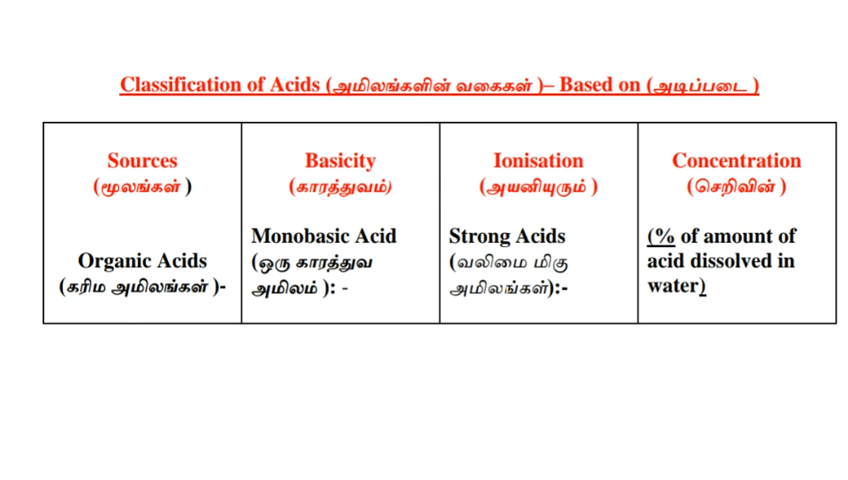 Classification of Acids (அமிலங்களின் வகைகள் )– Based on (அடிப்படை )
Sources
(மூலங்கள் )
Organic Acids
(கரிம அமிலங்கள் )-
Basicity
(காரத்துவம்)
Monobasic Acid
(ஒரு காரத்துவ
அமிலம் ): -
Ionisation
(அயனியுரும் )
Strong Acids
(வலிமை மிகு
அமிலங்கள்):-
Concentration
(செறிவின் )
(% of amount of
acid dissolved in
water)